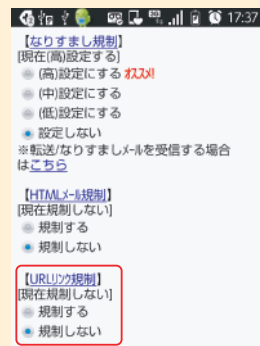 17:37
【なりすまし規制】
[現在(高)設定する]
(高)設定にする オススメ!
(中)設定にする
(低)設定にする
設定しない
※転送/なりすましメールを受信する場合
はこちら
【HTMLメール規制】
[現在規制しない]
規制する
規制しない
【URLリンク規制】
[現在規制しない]
規制する
規制しない